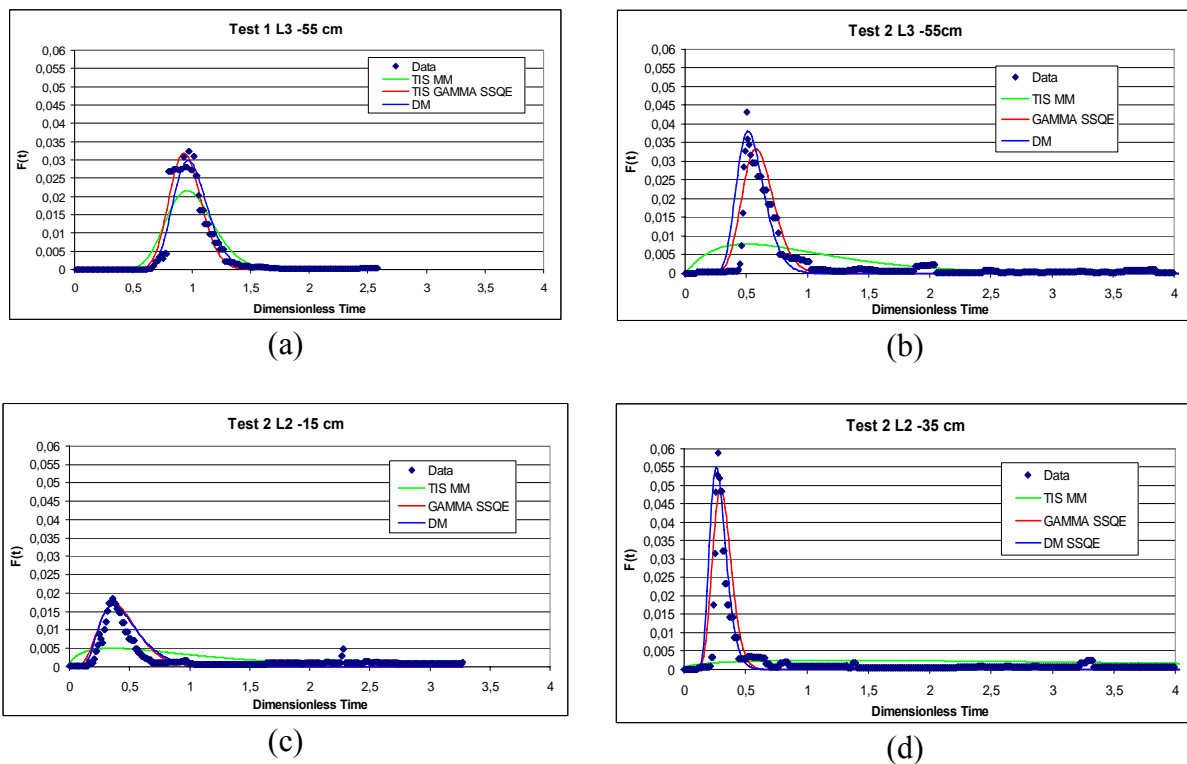 Test 1 L3 -55 cm
0,06
0,055
0,05
0,045
0,04
0,035
0,03
0,025
0,02
0,015
0,01
0,005
0
F(t)
Data
TIS MM
TIS GAMMA SSQE
DM
0 0,5 1 1,5 2 2,5 3 3,5 4
Dimensionless Time
(a)
Test 2 L3 -55cm
0,06
0,055
0,05
0,045
0,04
0,035
0,03
0,025
0,02
0,015
0,01
0,005
0
F(t)
Data
TIS MM
GAMMA SSQE
DM
0 0,5 1 1,5 2 2,5 3 3,5 4
Dimensionless Time
(b)
Test 2 L2 -15 cm
0,06
0,055
0,05
0,045
0,04
0,035
0,03
0,025
0,02
0,015
0,01
0,005
0
F(t)
Data
TIS MM
GAMMA SSQE
DM
0 0,5 1 1,5 2 2,5 3 3,5 4
Dimensionless Time
(c)
Test 2 L2 -35 cm
0,06
0,055
0,05
0,045
0,04
0,035
0,03
0,025
0,02
0,015
0,01
0,005
0
F(t)
Data
TIS MM
GAMMA SSQE
DM SSQE
0 0,5 1 1,5 2 2,5 3 3,5 4
Dimensionless Time
(d)